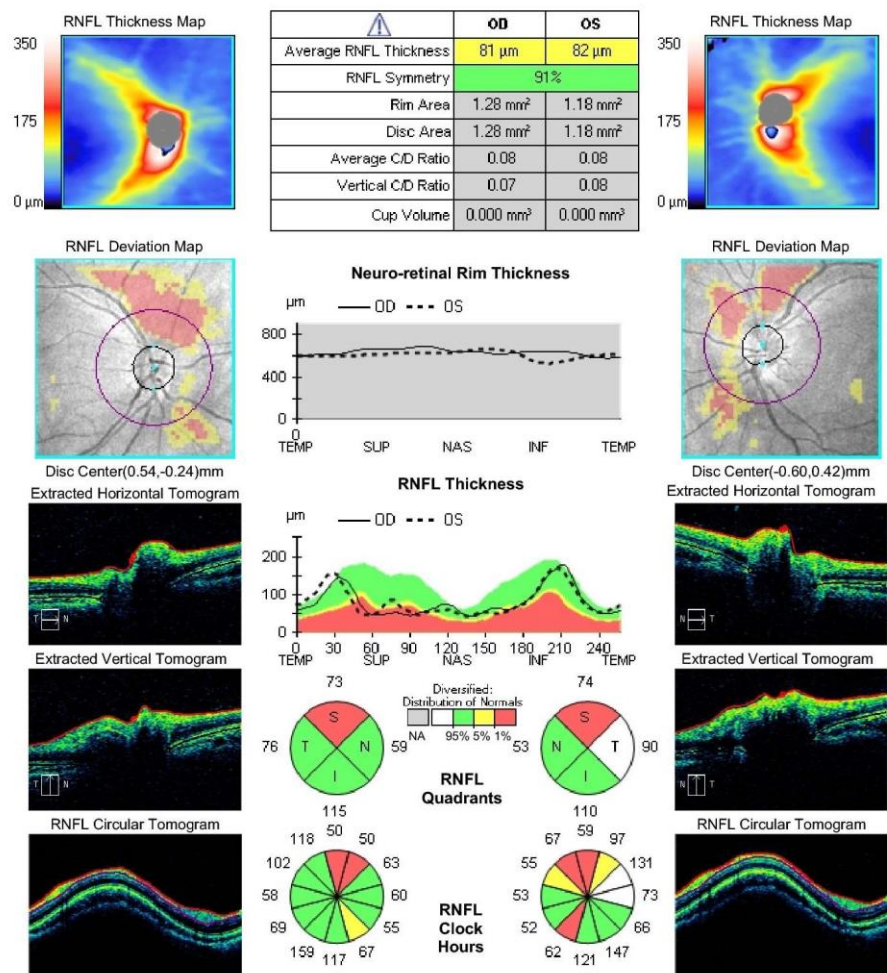 RNFL Thickness Map
350
175
0 µm
OD OS
Average RNFL Thickness 81 µm 82 µm
RNFL Symmetry 91%
Rim Area 1.28 mm² 1.18 mm²
Disc Area 1.28 mm² 1.18 mm²
Average C/D Ratio 0.08 0.08
Vertical C/D Ratio 0.07 0.08
Cup Volume 0.000 mm³ 0.000 mm³
RNFL Thickness Map
350
175
0 µm
RNFL Deviation Map
Disc Center(0.54,-0.24)mm
Neuro-retinal Rim Thickness
µm
OD OS
800
400
0
0
TEMP SUP NAS INF TEMP
RNFL Deviation Map
Disc Center(-0.60,0.42)mm
Extracted Horizontal Tomogram
T N
RNFL Thickness
µm
OD OS
200
100
0
0 30 60 90 120 150 180 210 240
TEMP SUP NAS INF TEMP
Extracted Horizontal Tomogram
N T
Extracted Vertical Tomogram
T N
73
S
76 T N 59
I
115
Diversified:
Distribution of Normals
NA 95% 5% 1%
RNFL
Quadrants
74
S
53 N T 90
I
110
Extracted Vertical Tomogram
N T
RNFL Circular Tomogram
50
118 50
102 63
58 60
69 55
159 67
117
RNFL
Clock
Hours
59
67 97
55 131
53 73
52 66
62 147
121
RNFL Circular Tomogram